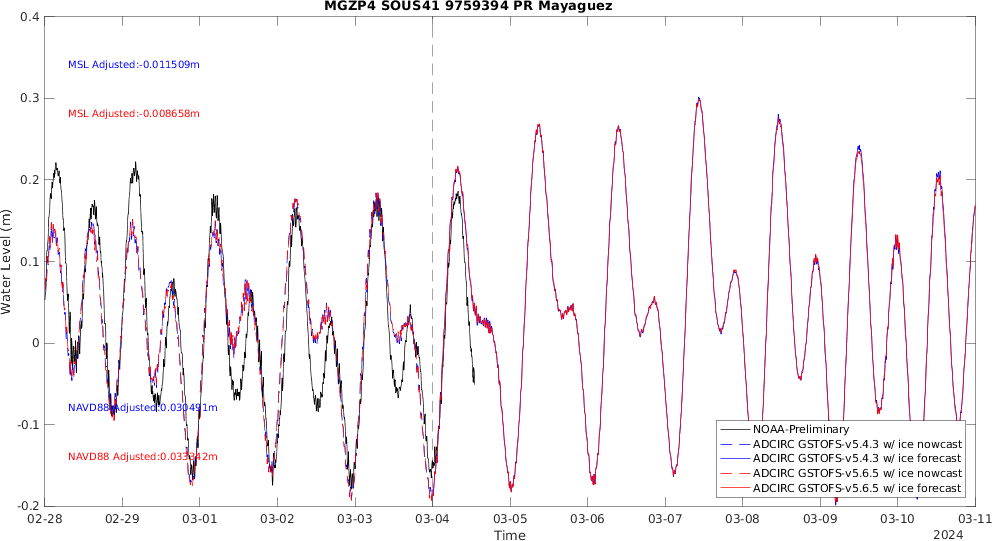 MGZP4 SOUS41 9759394 PR Mayaguez
0.4
0.3
0.2
0.1
0
-0.1
-0.2
Water Level (m)
MSL Adjusted:-0.011509m
MSL Adjusted:-0.008658m
NAVD88 Adjusted:0.030491m
NAVD88 Adjusted:0.033342m
NOAA-Preliminary
ADCIRC GSTOFS-v5.4.3 w/ ice nowcast
ADCIRC GSTOFS-v5.4.3 w/ ice forecast
ADCIRC GSTOFS-v5.6.5 w/ ice nowcast
ADCIRC GSTOFS-v5.6.5 w/ ice forecast
02-28 02-29 03-01 03-02 03-03 03-04 03-05 03-06 03-07 03-08 03-09 03-10 03-11
Time
2024